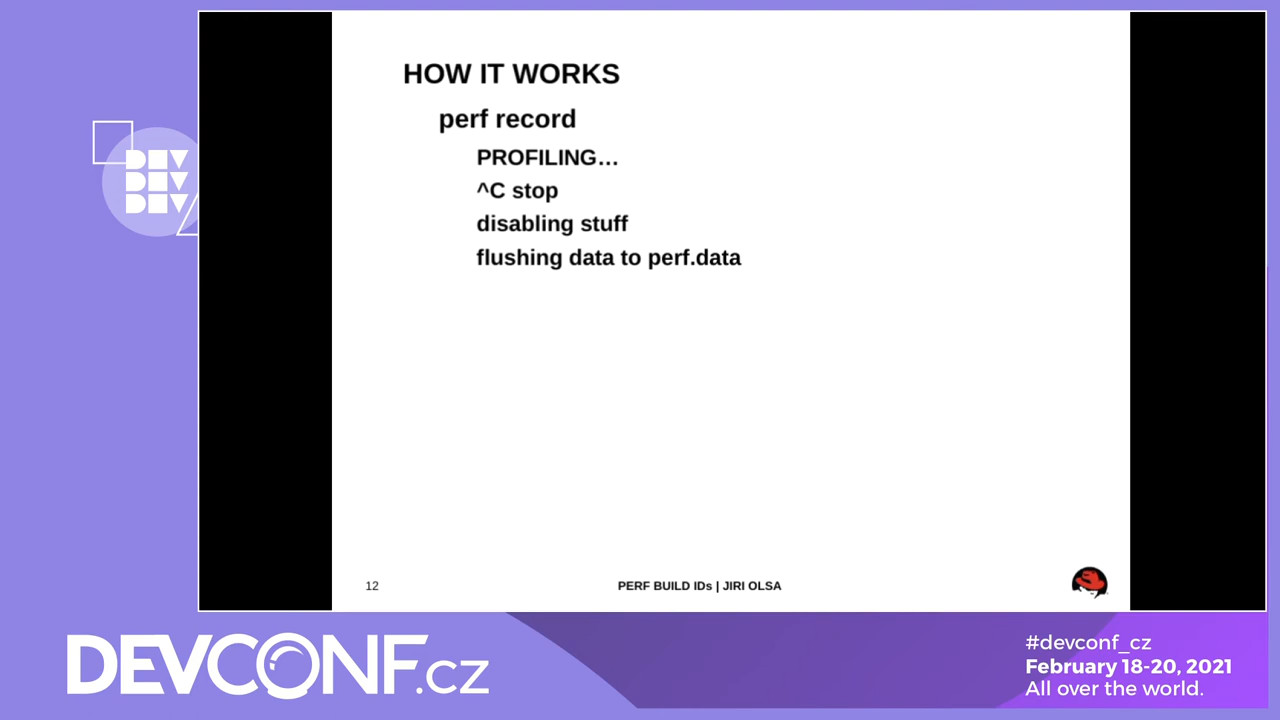 HOW IT WORKS
perf record
PROFILING...
^C stop
disabling stuff
flushing data to perf.data
12
PERF BUILD IDs | JIRI OLSA
DEV
DEV
DEV
DEVCONF.cz
#devconf_cz
February 18-20, 2021
All over the world.